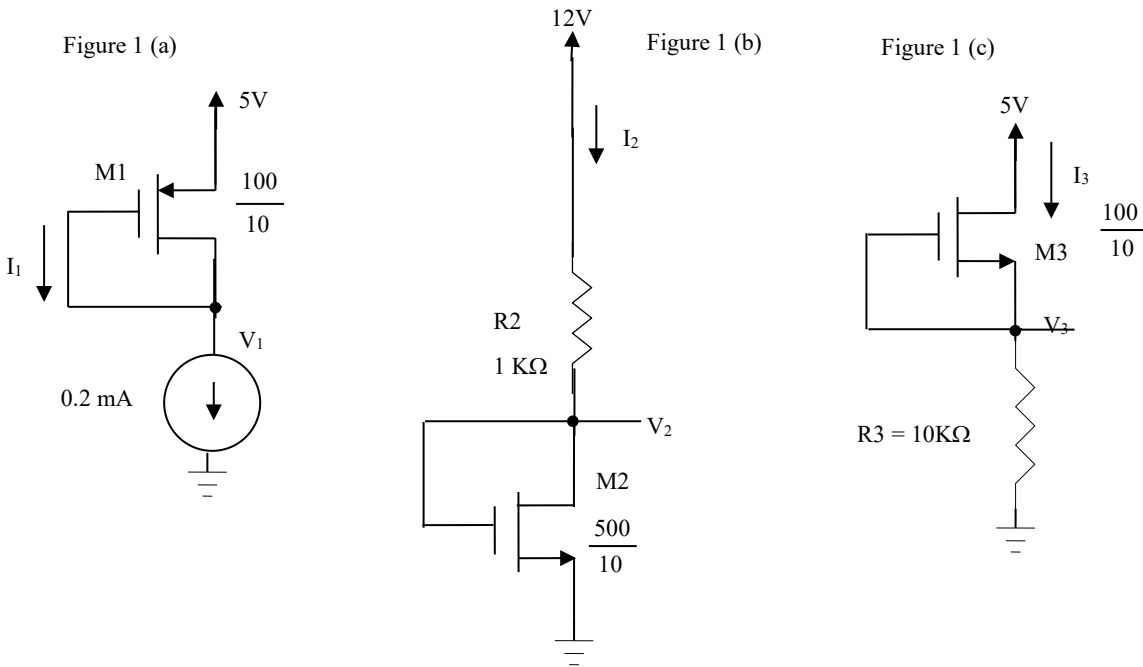 Figure 1 (a)
5V
M1
100
10
I₁
V₁
0.2 mA
12V
Figure 1 (b)
I₂
R2
1 KΩ
V₂
M2
500
10
Figure 1 (c)
5V
I₃
100
10
M3
V₃
R3 = 10KΩ